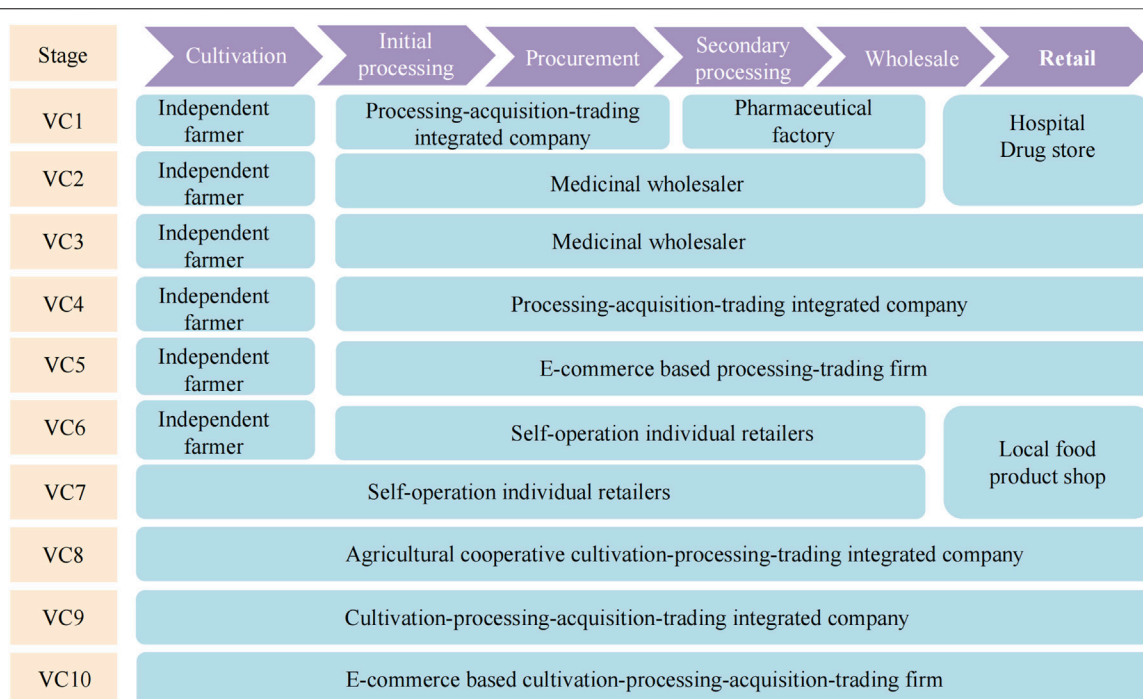 Stage
Cultivation
Initial
processing
Procurement
Secondary
processing
Wholesale
Retail
VC1
Independent
farmer
Processing-acquisition-trading
integrated company
Pharmaceutical
factory
Hospital
Drug store
VC2
Independent
farmer
Medicinal wholesaler
VC3
Independent
farmer
Medicinal wholesaler
VC4
Independent
farmer
Processing-acquisition-trading integrated company
VC5
Independent
farmer
E-commerce based processing-trading firm
VC6
Independent
farmer
Self-operation individual retailers
Local food
product shop
VC7
Self-operation individual retailers
VC8
Agricultural cooperative cultivation-processing-trading integrated company
VC9
Cultivation-processing-acquisition-trading integrated company
VC10
E-commerce based cultivation-processing-acquisition-trading firm